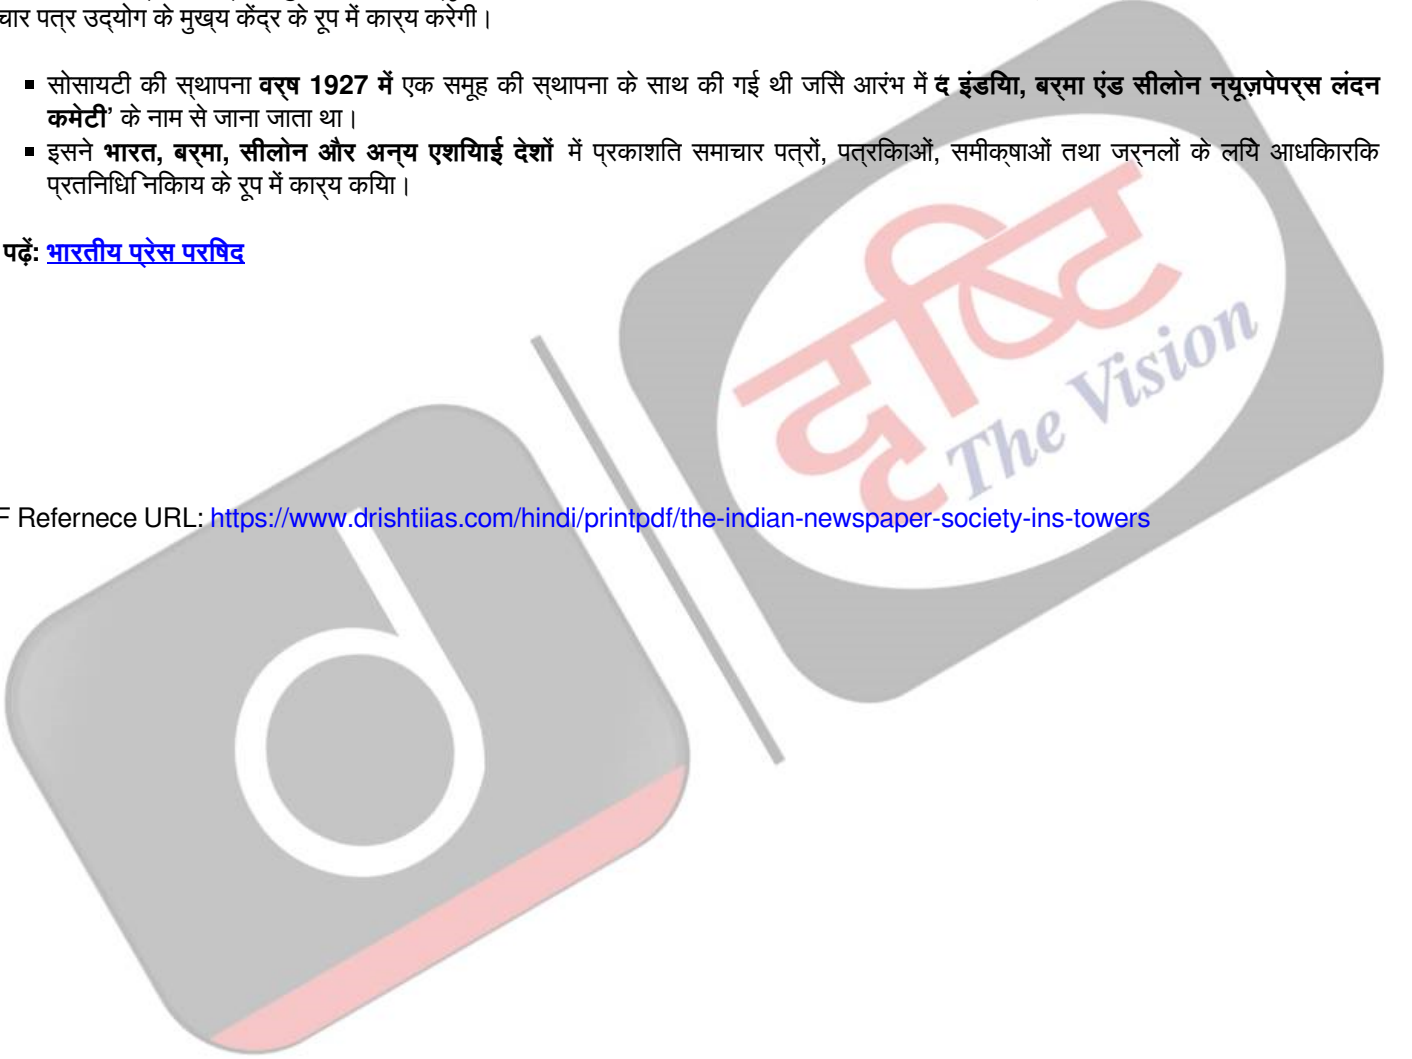 चार पत्र उद्योग के मुख्य केंद्र के रूप में कार्य करेगी।
▪ सोसायटी की स्थापना वर्ष 1927 में एक समूह की स्थापना के साथ की गई थी जिसे आरंभ में 'द इंडिया, बर्मा एंड सीलोन न्यूज़पेपर्स लंदन
कमेटी' के नाम से जाना जाता था।
▪ इसने भारत, बर्मा, सीलोन और अन्य एशियाई देशों में प्रकाशित समाचार पत्रों, पत्रिकाओं, समीक्षाओं तथा जर्नलों के लिये आधिकारिक
प्रतिनिधि निकाय के रूप में कार्य किया।
पढ़ें: भारतीय प्रेस परिषद
F Refernece URL: https://www.drishtiias.com/hindi/printpdf/the-indian-newspaper-society-ins-towers
दृष्टि
The Vision
d